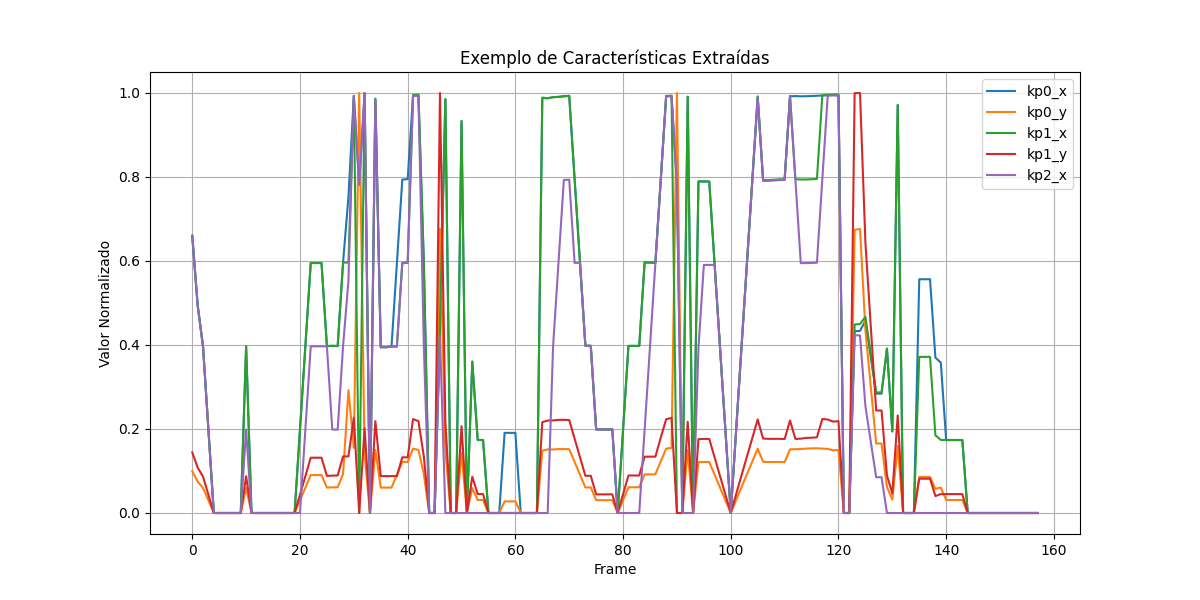 Exemplo de Características Extraídas
Valor Normalizado
1.0
0.8
0.6
0.4
0.2
0.0
0 20 40 60 80 100 120 140 160
Frame
kp0_x
kp0_y
kp1_x
kp1_y
kp2_x